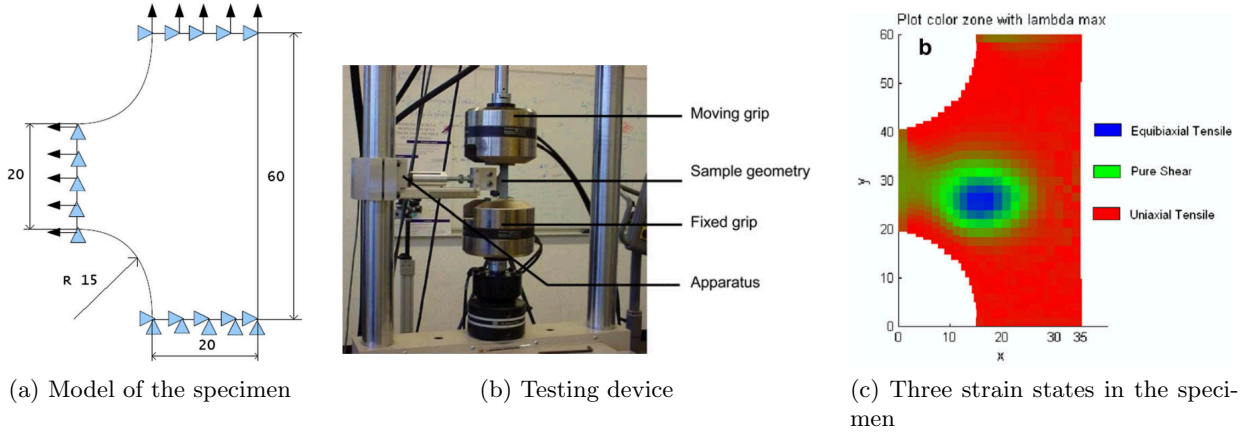 20
60
R 15
20
(a) Model of the specimen
Moving grip
Sample geometry
Fixed grip
Apparatus
(b) Testing device
Plot color zone with lambda max
b
60
50
40
30
20
10
0
y
0
10
20
30
35
x
Equibiaxial Tensile
Pure Shear
Uniaxial Tensile
(c) Three strain states in the speci-
men